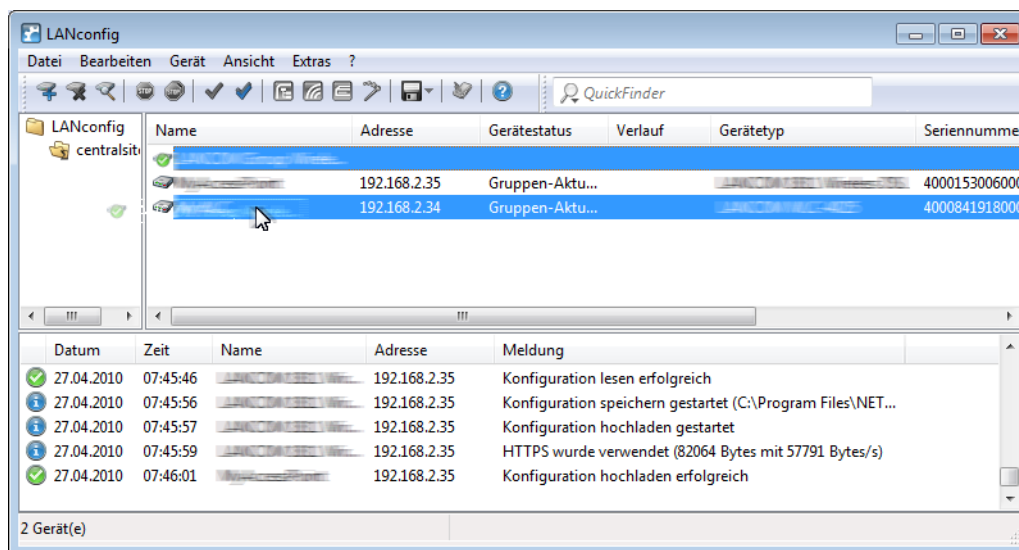 LANconfig
Datei Bearbeiten Gerät Ansicht Extras ?
QuickFinder
LANconfig
centralsit
Name Adresse Gerätestatus Verlauf Gerätetyp Seriennumme
192.168.2.35 Gruppen-Aktu... 400015300600
192.168.2.34 Gruppen-Aktu... 400084191800
Datum Zeit Name Adresse Meldung
27.04.2010 07:45:46 192.168.2.35 Konfiguration lesen erfolgreich
27.04.2010 07:45:56 192.168.2.35 Konfiguration speichern gestartet (C:\Program Files\NET...
27.04.2010 07:45:57 192.168.2.35 Konfiguration hochladen gestartet
27.04.2010 07:45:59 192.168.2.35 HTTPS wurde verwendet (82064 Bytes mit 57791 Bytes/s)
27.04.2010 07:46:01 192.168.2.35 Konfiguration hochladen erfolgreich
2 Gerät(e)